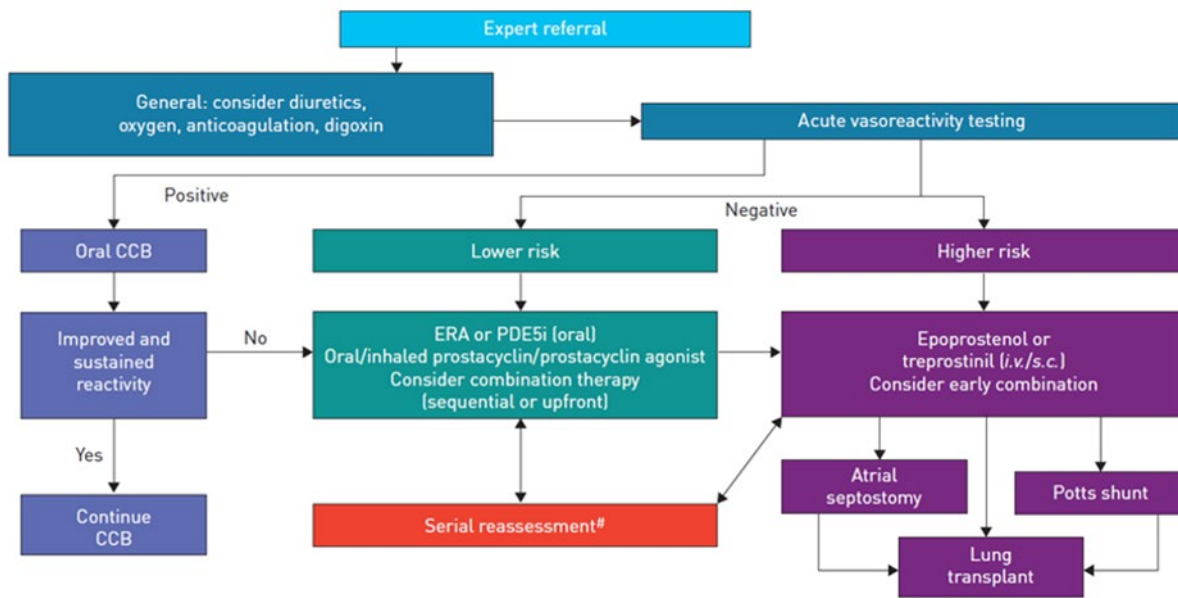 Expert referral
General: consider diuretics,
oxygen, anticoagulation, digoxin
Acute vasoreactivity testing
Positive
Negative
Oral CCB
Lower risk
Higher risk
Improved and
sustained
reactivity
No
ERA or PDE5i (oral)
Oral/inhaled prostacyclin/prostacyclin agonist
Consider combination therapy
(sequential or upfront)
Epoprostenol or
treprostinil (i.v./s.c.)
Consider early combination
Yes
Atrial
septostomy
Potts shunt
Continue
CCB
Serial reassessment#
Lung
transplant